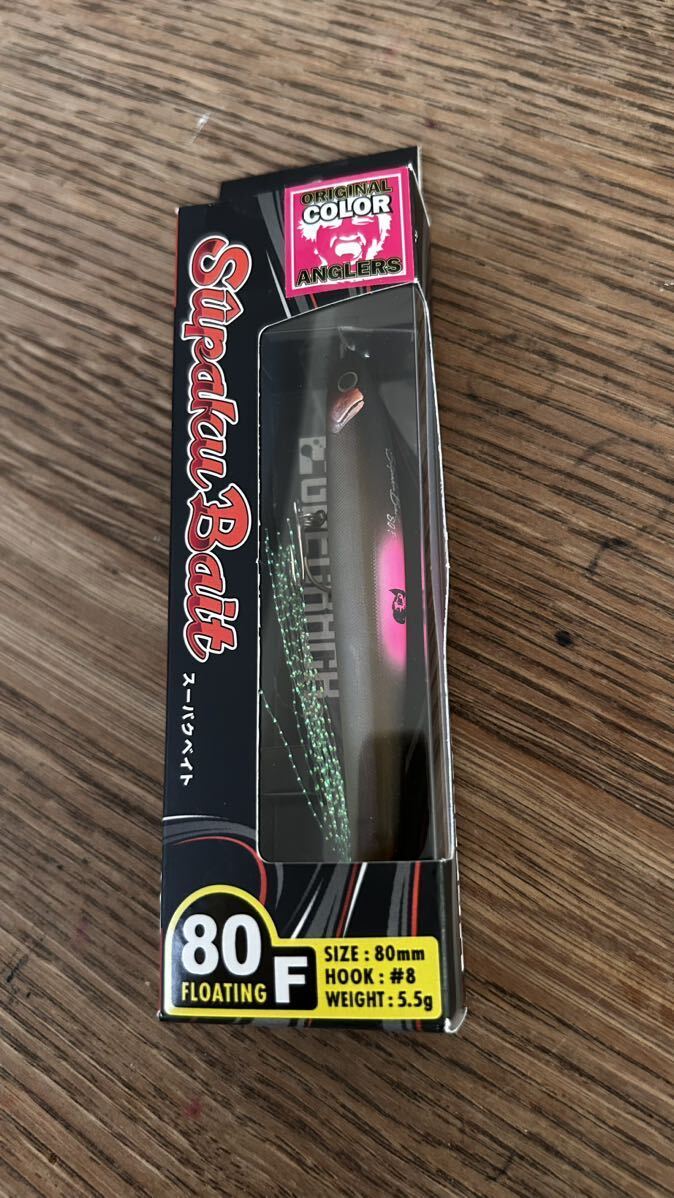 ORIGINAL
COLOR
ANGLERS
Supaku Bait
スーパクベイト
80
FLOATING
F
SIZE : 80mm
HOOK : #8
WEIGHT : 5.5g